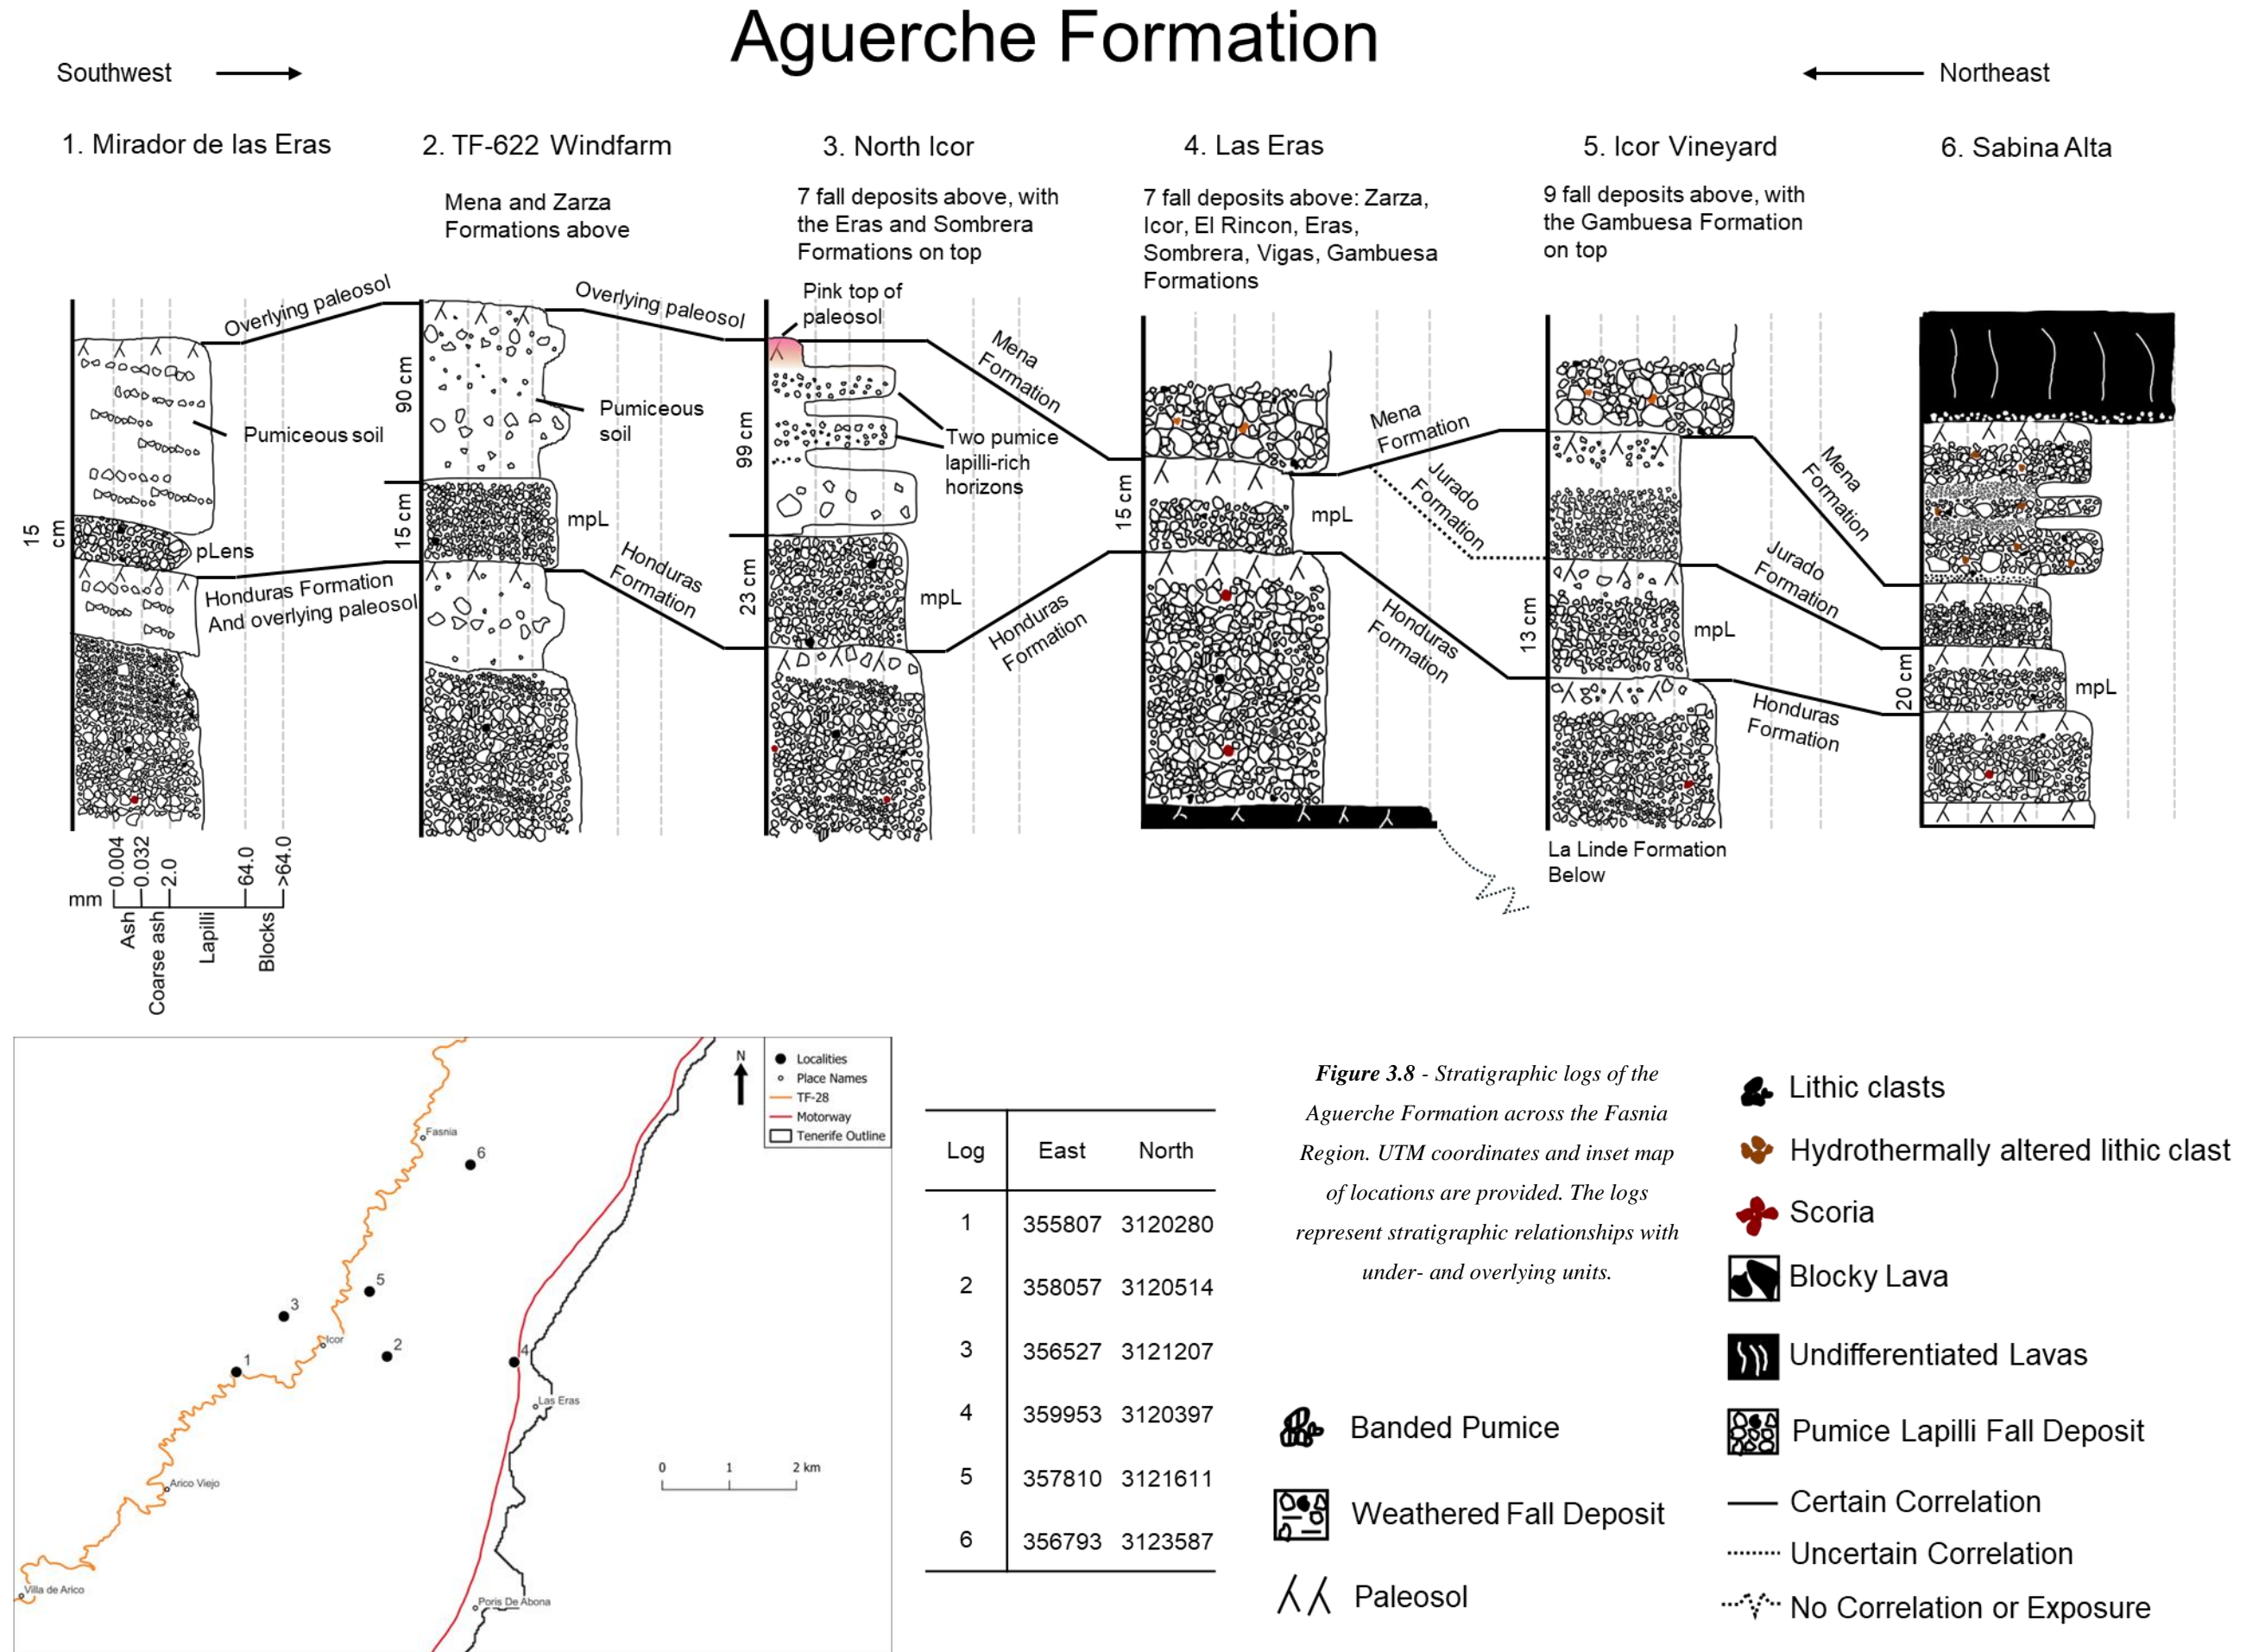 Aguerche Formation
Southwest
Northeast
1. Mirador de las Eras
2. TF-622 Windfarm
3. North Icor
4. Las Eras
5. Icor Vineyard
6. Sabina Alta
Mena and Zarza
Formations above
7 fall deposits above, with
the Eras and Sombrera
Formations on top
7 fall deposits above: Zarza,
Icor, El Rincon, Eras,
Sombrera, Vigas, Gambuesa
Formations
9 fall deposits above, with
the Gambuesa Formation
on top
Overlying paleosol
Pumiceous soil
15
cm
pLens
Honduras Formation
And overlying paleosol
0.004
0.032
2.0
64.0
>64.0
mm
Ash
Coarse ash
Lapilli
Blocks
90 cm
15 cm
Pumiceous
soil
mpL
Overlying paleosol
Honduras
Formation
Pink top of
paleosol
99 cm
23 cm
Two pumice
lapilli-rich
horizons
mpL
Mena
Formation
Honduras
Formation
15 cm
mpL
Mena
Formation
Jurado
Formation
Honduras
Formation
13 cm
mpL
La Linde Formation
Below
Mena
Formation
Jurado
Formation
Honduras
Formation
20 cm
mpL
N
Localities
Place Names
TF-28
Motorway
Tenerife Outline
Fasnia
6
5
3
Icor
2
1
4
Las Eras
Arico Viejo
Villa de Arico
Poris De Abona
0 1 2 km
Log East North
1 355807 3120280
2 358057 3120514
3 356527 3121207
4 359953 3120397
5 357810 3121611
6 356793 3123587
Figure 3.8 - Stratigraphic logs of the
Aguerche Formation across the Fasnia
Region. UTM coordinates and inset map
of locations are provided. The logs
represent stratigraphic relationships with
under- and overlying units.
Banded Pumice
Weathered Fall Deposit
Paleosol
Lithic clasts
Hydrothermally altered lithic clast
Scoria
Blocky Lava
Undifferentiated Lavas
Pumice Lapilli Fall Deposit
Certain Correlation
Uncertain Correlation
No Correlation or Exposure